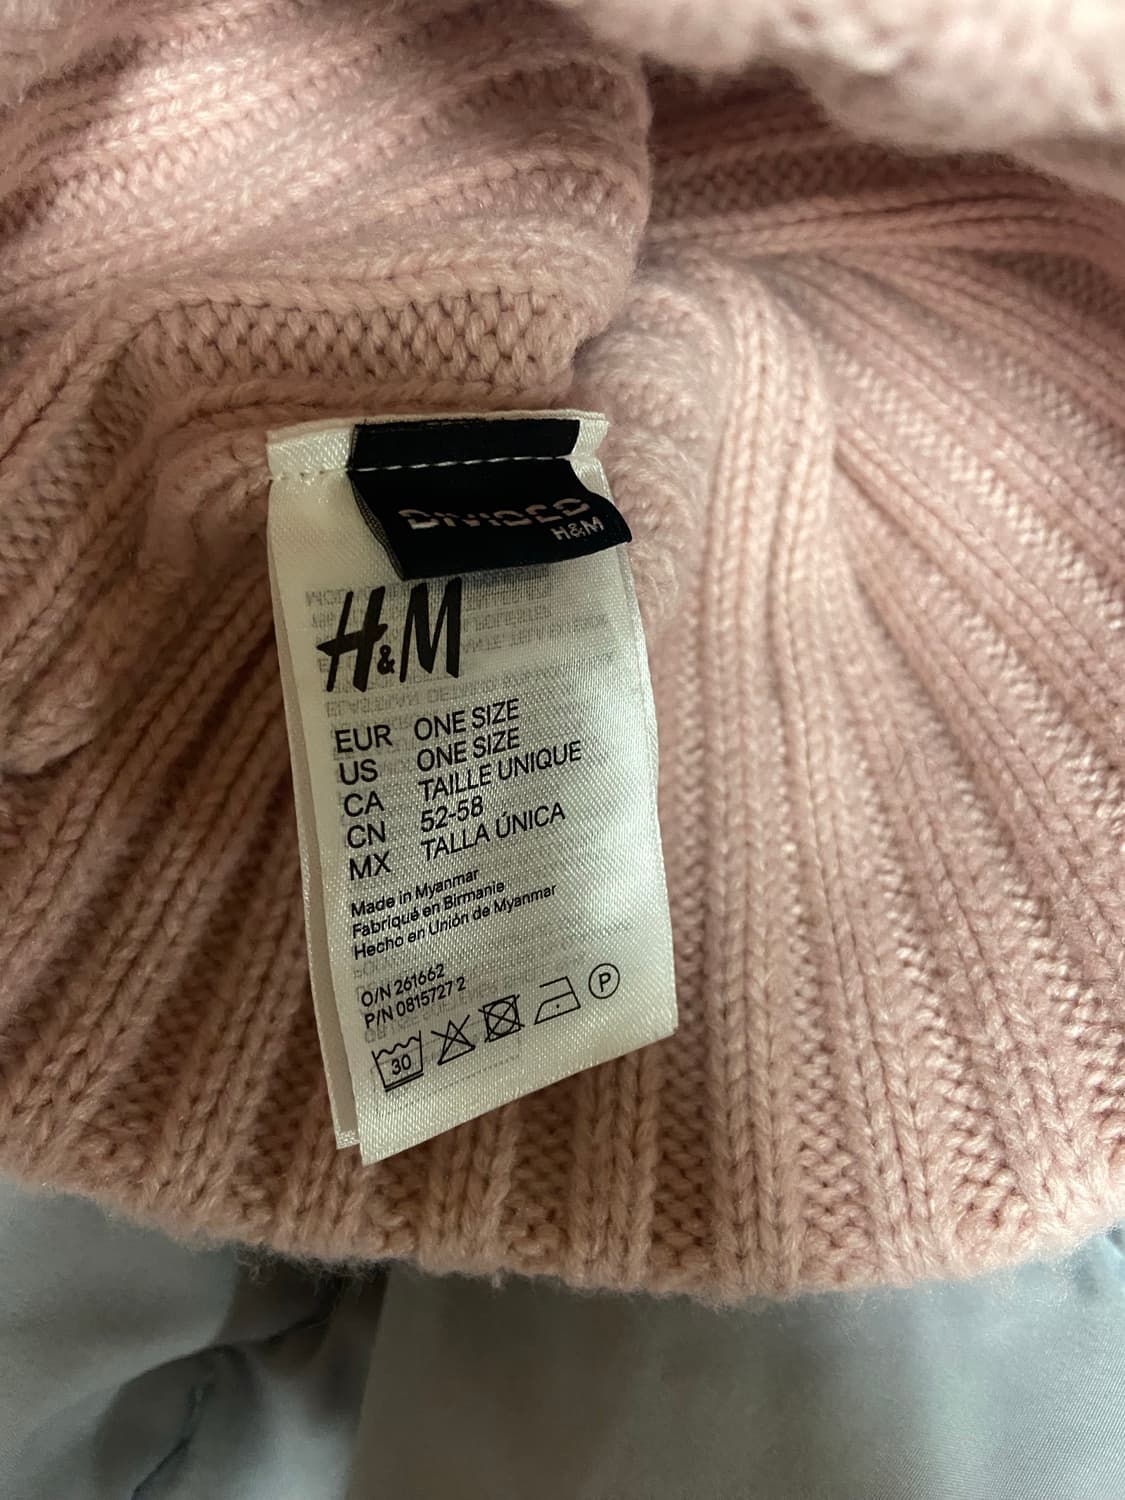 DIVIDED
H&M
H&M
EUR ONE SIZE
US ONE SIZE
CA TAILLE UNIQUE
CN 52-58
MX TALLA ÚNICA
Made in Myanmar
Fabriqué en Birmanie
Hecho en Unión de Myanmar
O/N 261662
P/N 0815727 2
30
P